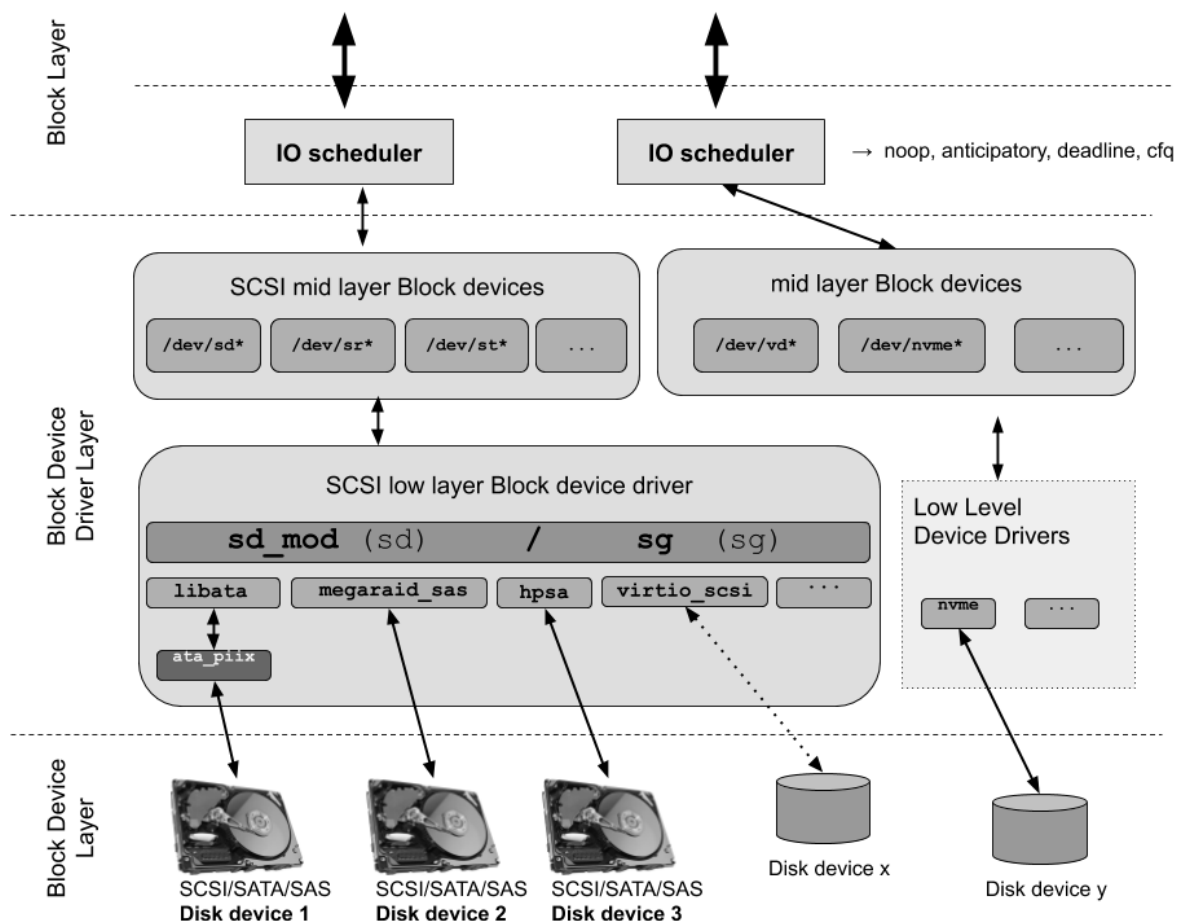 Block Layer
IO scheduler
IO scheduler
→ noop, anticipatory, deadline, cfq
Block Device
Driver Layer
SCSI mid layer Block devices
/dev/sd*
/dev/sr*
/dev/st*
...
mid layer Block devices
/dev/vd*
/dev/nvme*
...
SCSI low layer Block device driver
sd_mod (sd) / sg (sg)
libata
megaraid_sas
hpsa
virtio_scsi
...
ata_piix
Low Level
Device Drivers
nvme
...
Block Device
Layer
SCSI/SATA/SAS
Disk device 1
SCSI/SATA/SAS
Disk device 2
SCSI/SATA/SAS
Disk device 3
Disk device x
Disk device y